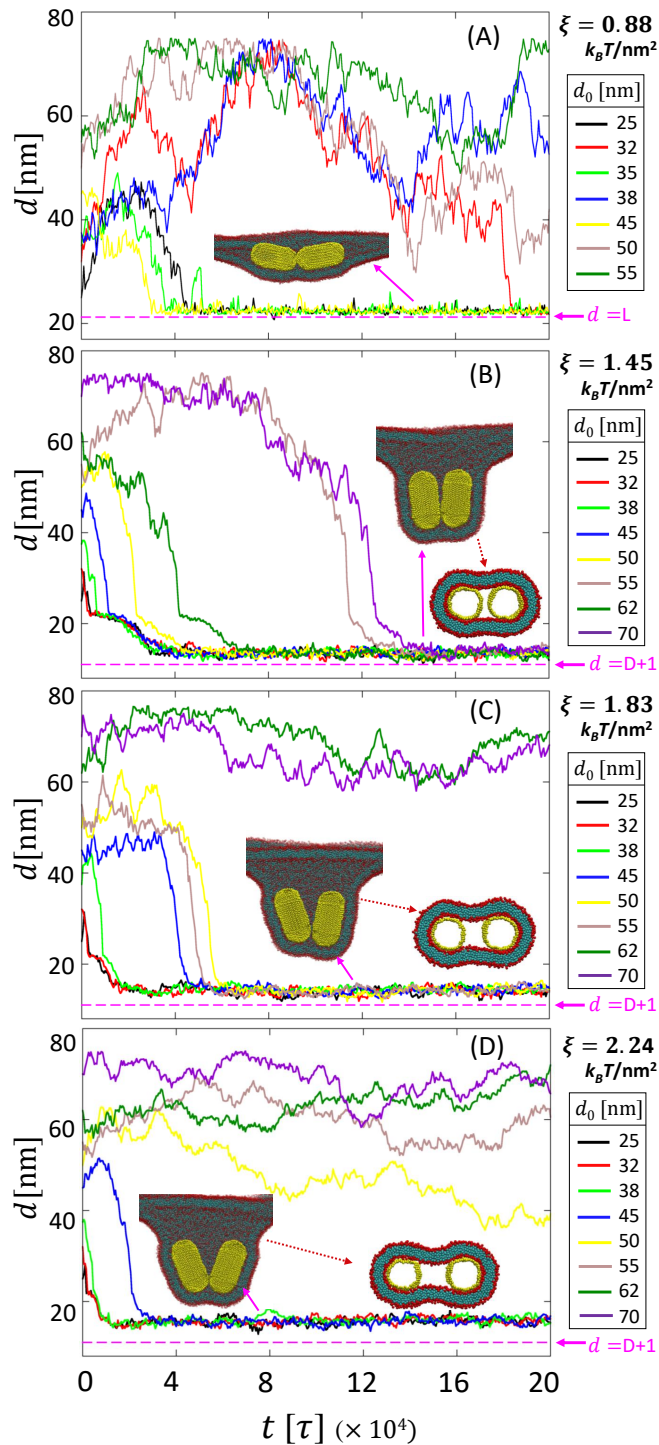 (A)
ξ = 0.88
k_BT/nm²
d₀ [nm]
25
32
35
38
45
50
55
d [nm]
80
60
40
20
d = L
(B)
ξ = 1.45
k_BT/nm²
d₀ [nm]
25
32
38
45
50
55
62
70
d [nm]
80
60
40
20
d = D+1
(C)
ξ = 1.83
k_BT/nm²
d₀ [nm]
25
32
38
45
50
55
62
70
d [nm]
80
60
40
20
d = D+1
(D)
ξ = 2.24
k_BT/nm²
d₀ [nm]
25
32
38
45
50
55
62
70
d [nm]
80
60
40
20
d = D+1
0 4 8 12 16 20
t [τ] (× 10⁴)